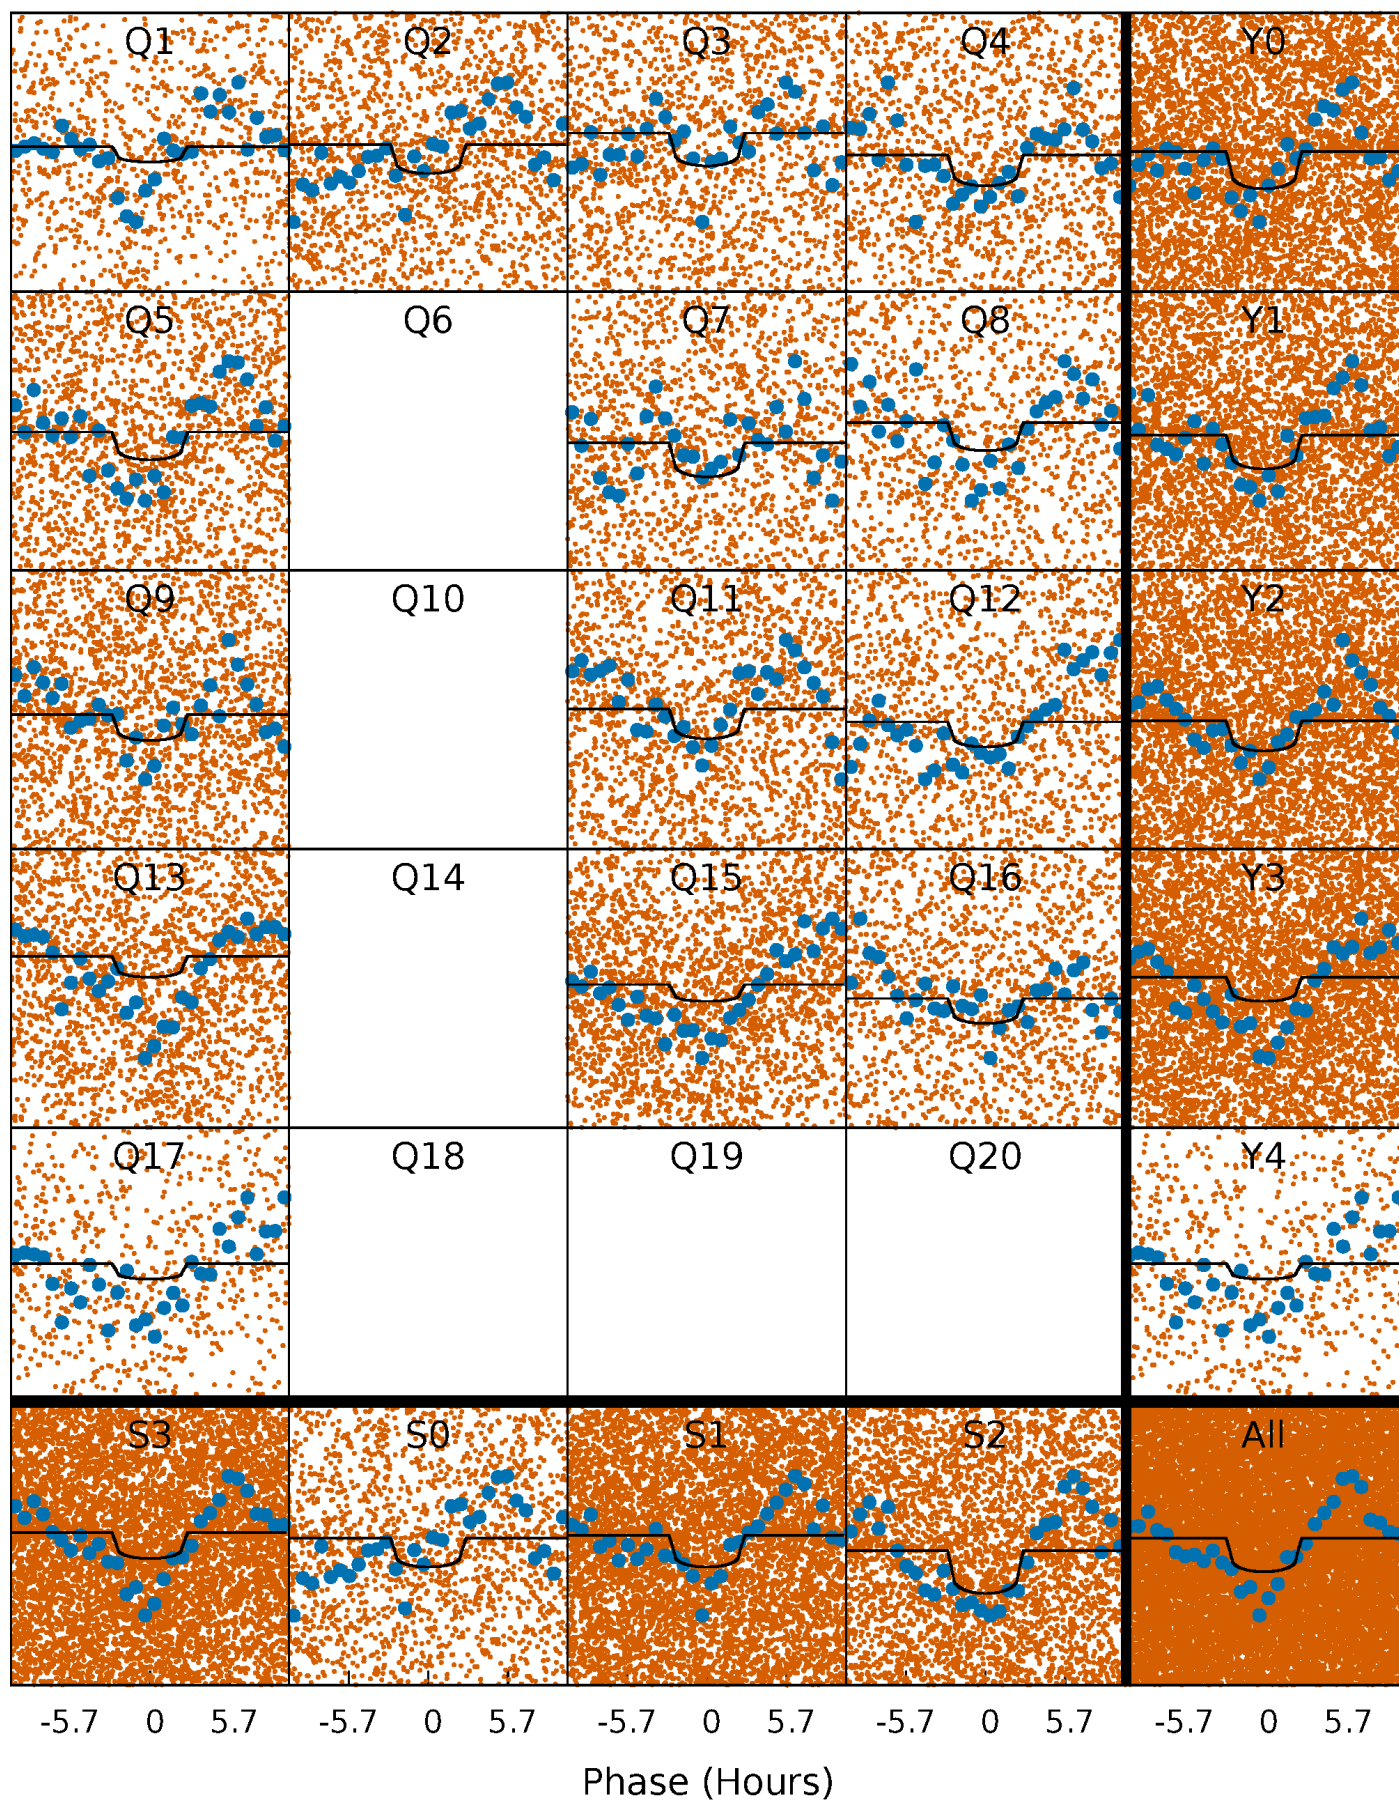 Q1 Q2 Q3 Q4 Y0
Q5 Q6 Q7 Q8 Y1
Q9 Q10 Q11 Q12 Y2
Q13 Q14 Q15 Q16 Y3
Q17 Q18 Q19 Q20 Y4
S3 S0 S1 S2 All
-5.7 0 5.7 -5.7 0 5.7 -5.7 0 5.7 -5.7 0 5.7 -5.7 0 5.7
Phase (Hours)